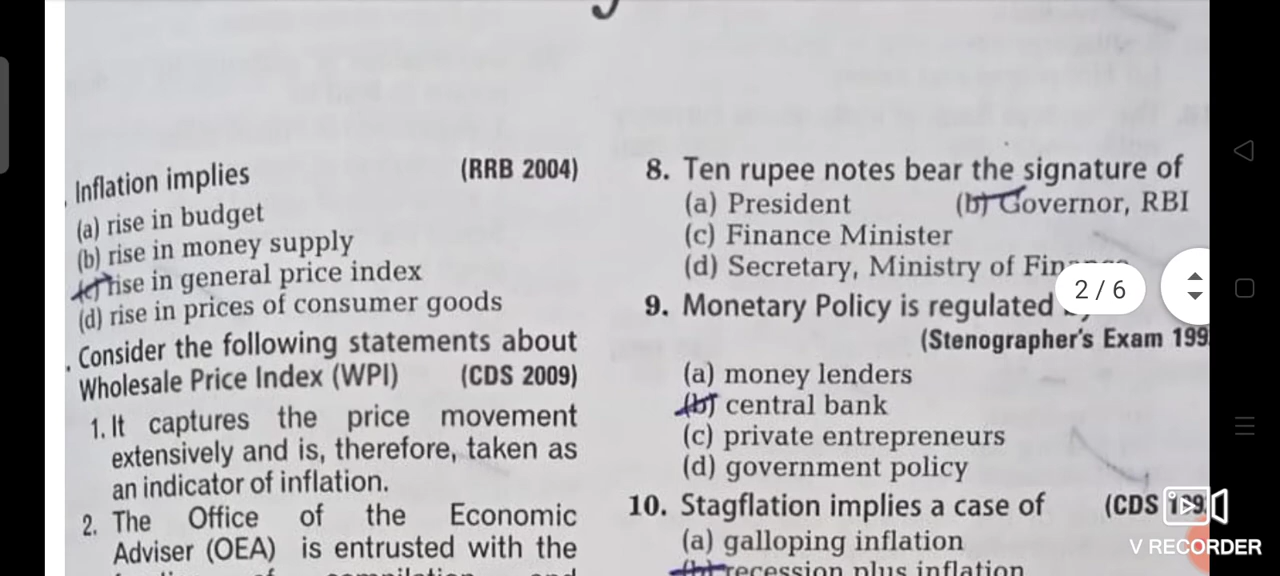 Inflation implies (RRB 2004)
(a) rise in budget
(b) rise in money supply
(c) rise in general price index
(d) rise in prices of consumer goods
Consider the following statements about
Wholesale Price Index (WPI) (CDS 2009)
1. It captures the price movement
extensively and is, therefore, taken as
an indicator of inflation.
2. The Office of the Economic
Adviser (OEA) is entrusted with the
8. Ten rupee notes bear the signature of
(a) President (b) Governor, RBI
(c) Finance Minister
(d) Secretary, Ministry of
9. Monetary Policy is regulated
(Stenographer's Exam 199
(a) money lenders
(b) central bank
(c) private entrepreneurs
(d) government policy
10. Stagflation implies a case of (CDS
(a) galloping inflation
(b) recession plus inflation
2 / 6
V RECORDER